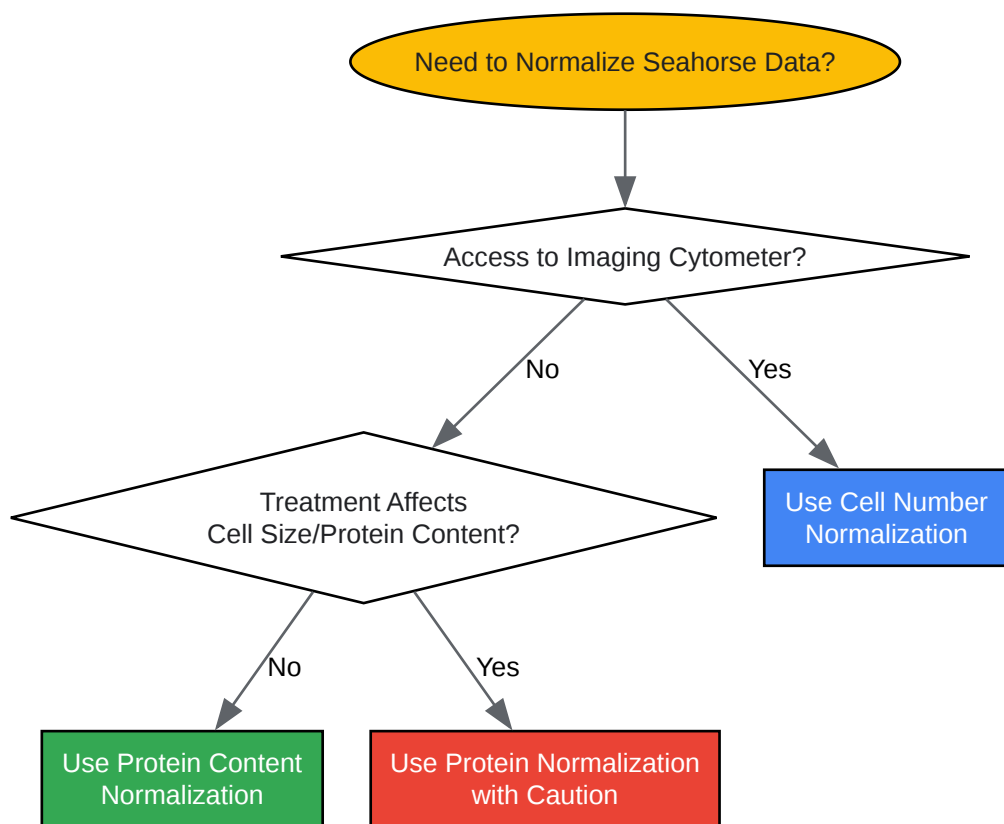 Need to Normalize Seahorse Data?
Access to Imaging Cytometer?
No
Yes
Treatment Affects
Cell Size/Protein Content?
Use Cell Number
Normalization
No
Yes
Use Protein Content
Normalization
Use Protein Normalization
with Caution